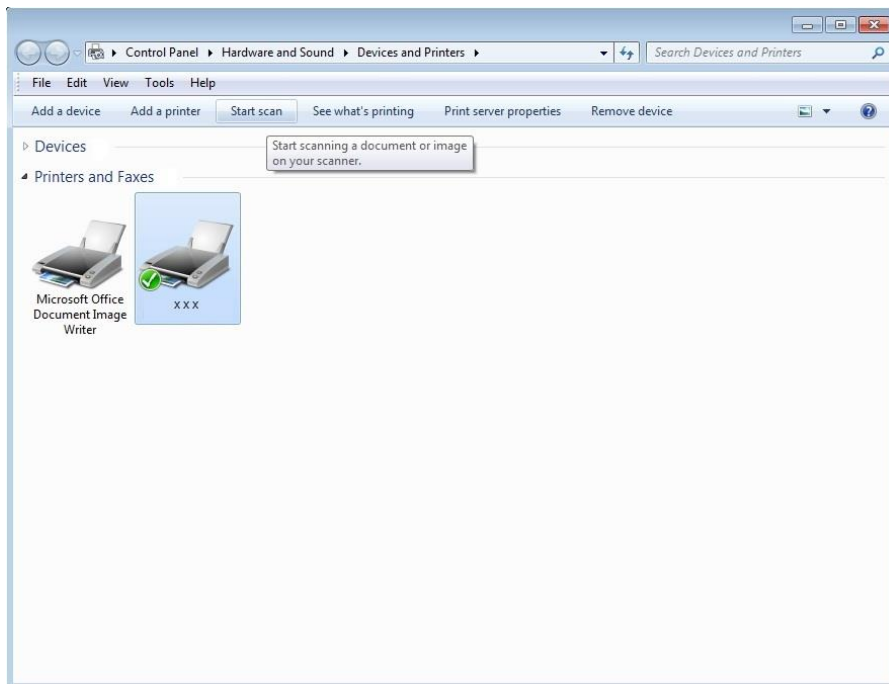 Control Panel Hardware and Sound Devices and Printers Search Devices and Printers
File Edit View Tools Help
Add a device Add a printer Start scan See what's printing Print server properties Remove device
Devices
Start scanning a document or image
on your scanner.
Printers and Faxes
Microsoft Office
Document Image
Writer
xxx